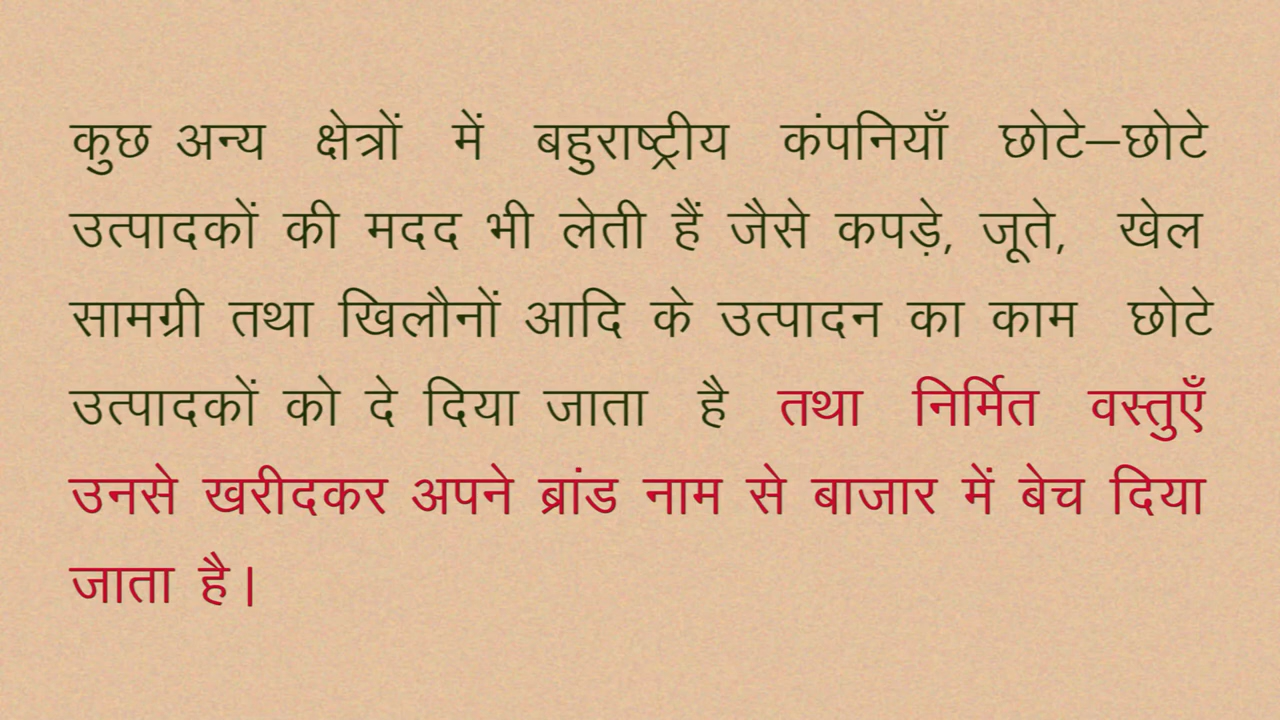 कुछ अन्य क्षेत्रों में बहुराष्ट्रीय कंपनियाँ छोटे–छोटे
उत्पादकों की मदद भी लेती हैं जैसे कपड़े, जूते, खेल
सामग्री तथा खिलौनों आदि के उत्पादन का काम छोटे
उत्पादकों को दे दिया जाता है तथा निर्मित वस्तुएँ
उनसे खरीदकर अपने ब्रांड नाम से बाजार में बेच दिया
जाता है।